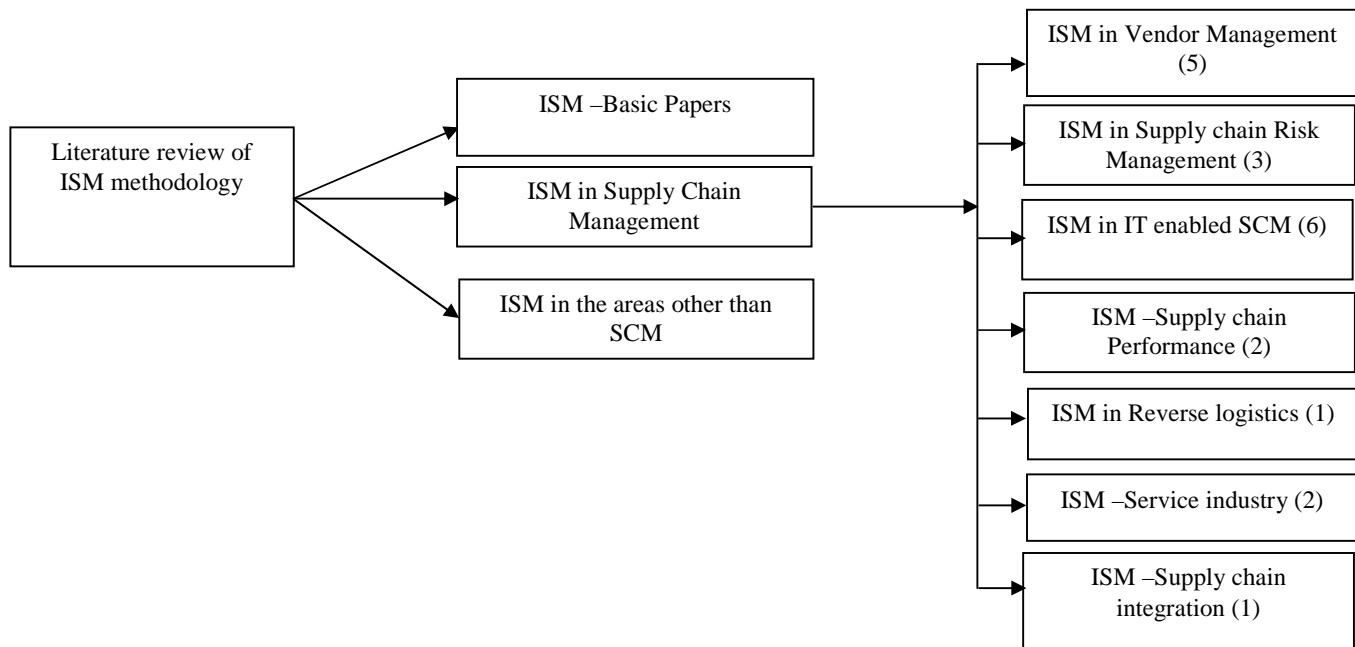 Literature review of
ISM methodology
ISM –Basic Papers
ISM in Supply Chain
Management
ISM in the areas other than
SCM
ISM in Vendor Management
(5)
ISM in Supply chain Risk
Management (3)
ISM in IT enabled SCM (6)
ISM –Supply chain
Performance (2)
ISM in Reverse logistics (1)
ISM –Service industry (2)
ISM –Supply chain
integration (1)